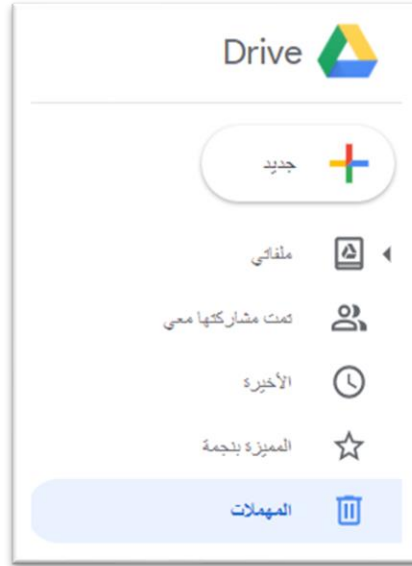 Drive
جديد
ملفاتي
تمت مشاركتها معي
الأخيرة
المميزة بنجمة
المهملات